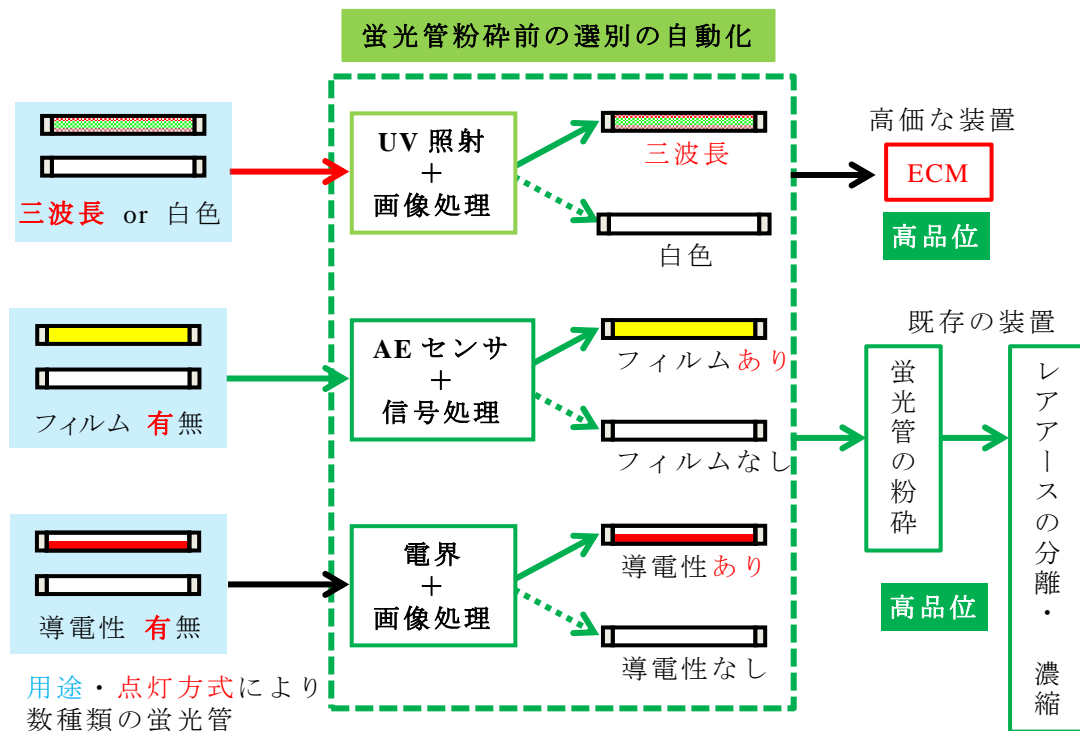 蛍光管粉砕前の選別の自動化
三波長 or 白色
UV 照射
+
画像処理
三波長
白色
高価な装置
ECM
高品位
フィルム 有無
AE センサ
+
信号処理
フィルムあり
フィルムなし
既存の装置
蛍光管の粉砕
レアアースの分離・濃縮
高品位
導電性 有無
電界
+
画像処理
導電性あり
導電性なし
用途・点灯方式により
数種類の蛍光管